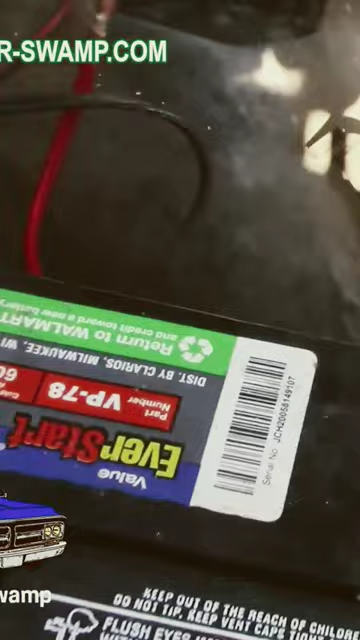 R-SWAMP.COM
Return to WALMART
and credit toward a new battery
DIST. BY CLARIOS, MILWAUKEE, WI
Part Number
VP-78
60
EverStart
Value
Serial No JCH20058149107
wamp
KEEP OUT OF THE REACH OF CHILDRE
DO NOT TIP. KEEP VENT CAPS TIGHT
FLUSH EYES